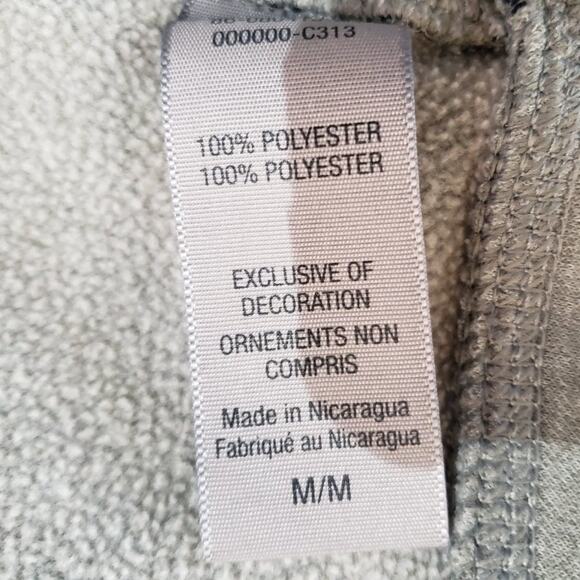 000000-C313
100% POLYESTER
100% POLYESTER
EXCLUSIVE OF
DECORATION
ORNEMENTS NON
COMPRIS
Made in Nicaragua
Fabriqué au Nicaragua
M/M